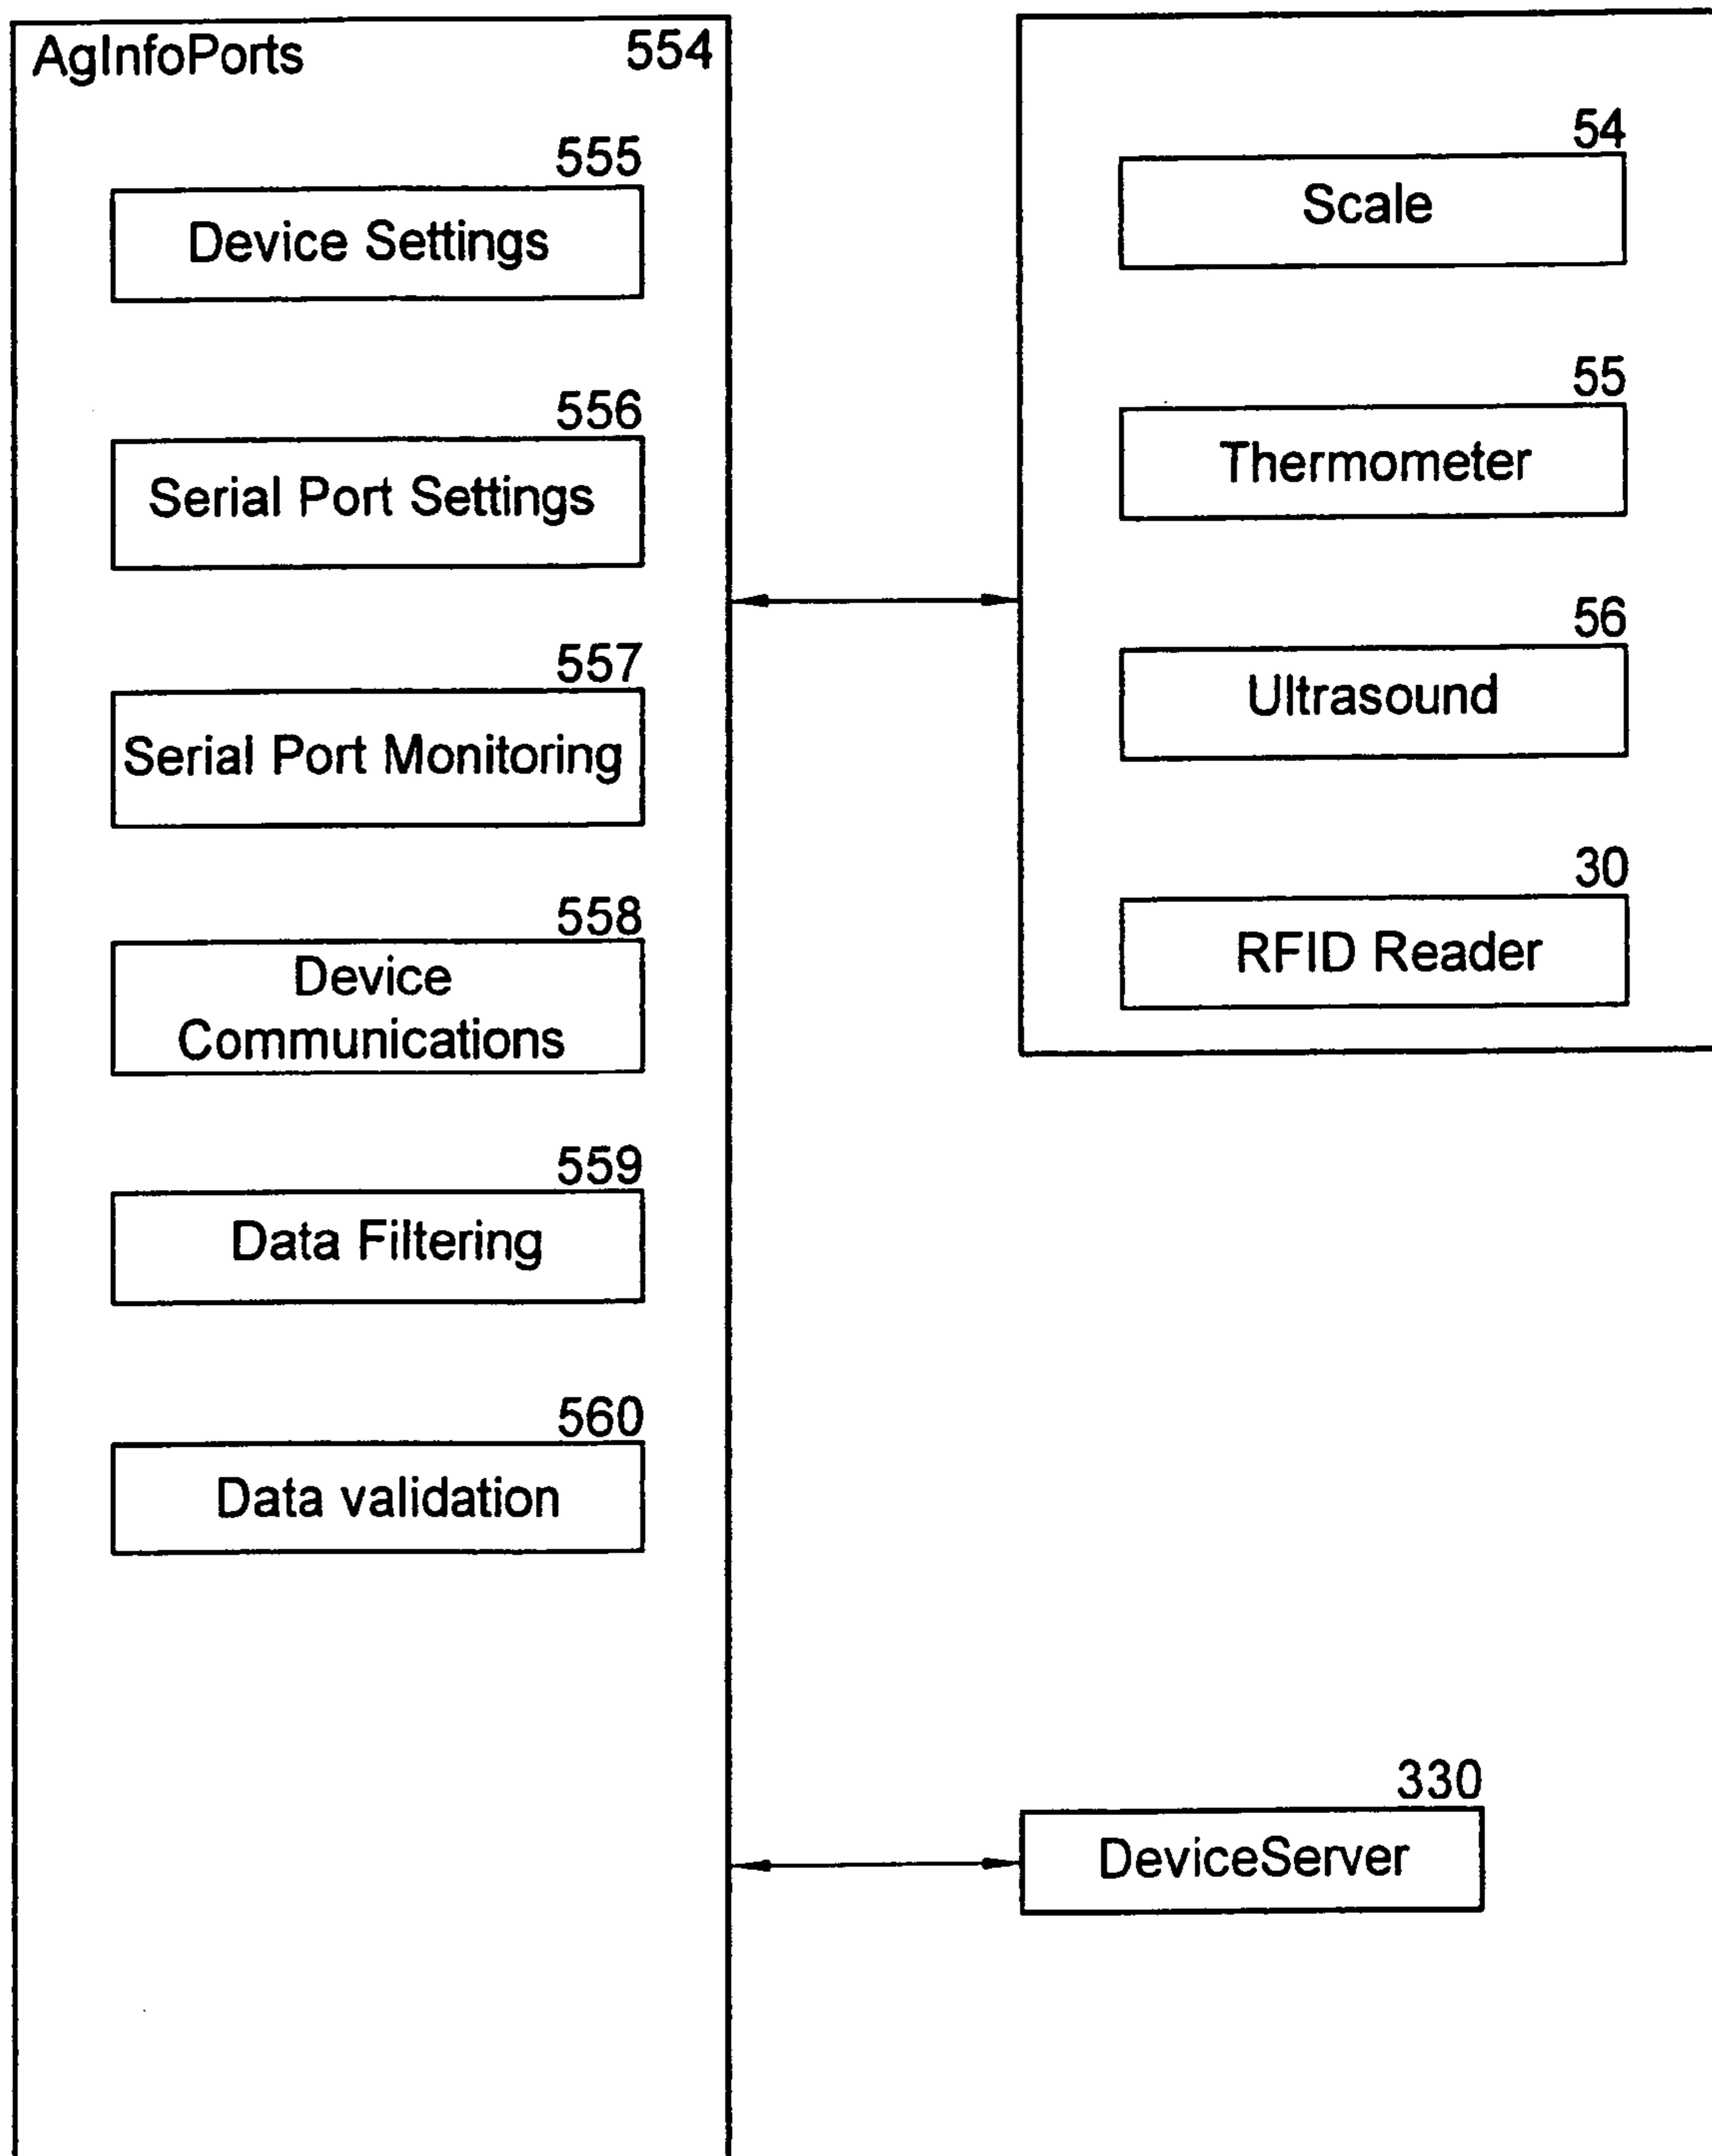 AgInfoPorts 554
555
Device Settings
556
Serial Port Settings
557
Serial Port Monitoring
558
Device
Communications
559
Data Filtering
560
Data validation
54
Scale
55
Thermometer
56
Ultrasound
30
RFID Reader
330
DeviceServer